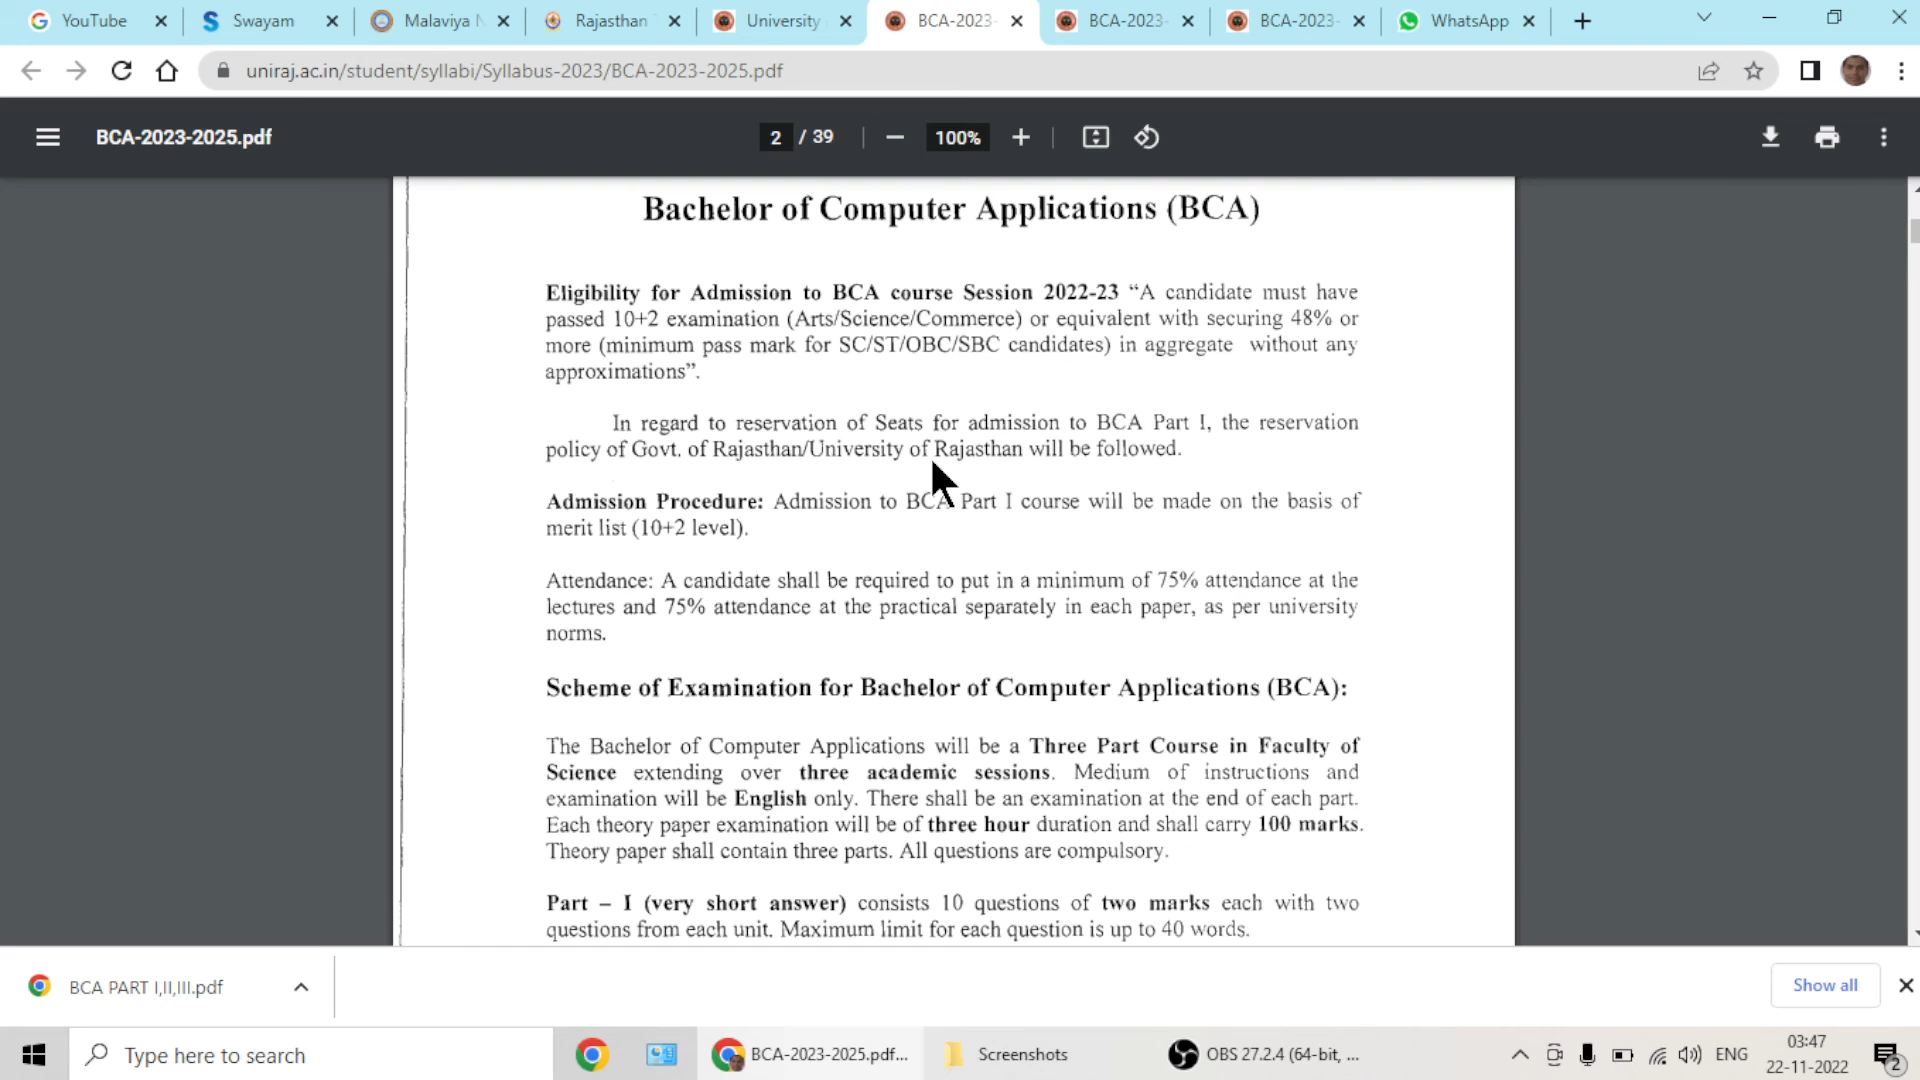 YouTube Swayam Malaviya N Rajasthan University BCA-2023- BCA-2023- BCA-2023- WhatsApp
uniraj.ac.in/student/syllabi/Syllabus-2023/BCA-2023-2025.pdf
BCA-2023-2025.pdf 2 / 39 100%
Bachelor of Computer Applications (BCA)
Eligibility for Admission to BCA course Session 2022-23 “A candidate must have
passed 10+2 examination (Arts/Science/Commerce) or equivalent with securing 48% or
more (minimum pass mark for SC/ST/OBC/SBC candidates) in aggregate without any
approximations”.
In regard to reservation of Seats for admission to BCA Part I, the reservation
policy of Govt. of Rajasthan/University of Rajasthan will be followed.
Admission Procedure: Admission to BCA Part I course will be made on the basis of
merit list (10+2 level).
Attendance: A candidate shall be required to put in a minimum of 75% attendance at the
lectures and 75% attendance at the practical separately in each paper, as per university
norms.
Scheme of Examination for Bachelor of Computer Applications (BCA):
The Bachelor of Computer Applications will be a Three Part Course in Faculty of
Science extending over three academic sessions. Medium of instructions and
examination will be English only. There shall be an examination at the end of each part.
Each theory paper examination will be of three hour duration and shall carry 100 marks.
Theory paper shall contain three parts. All questions are compulsory.
Part – I (very short answer) consists 10 questions of two marks each with two
questions from each unit. Maximum limit for each question is up to 40 words.
BCA PART I,II,III.pdf Show all
Type here to search BCA-2023-2025.pdf... Screenshots OBS 27.2.4 (64-bit, ... ENG 03:47
22-11-2022 2